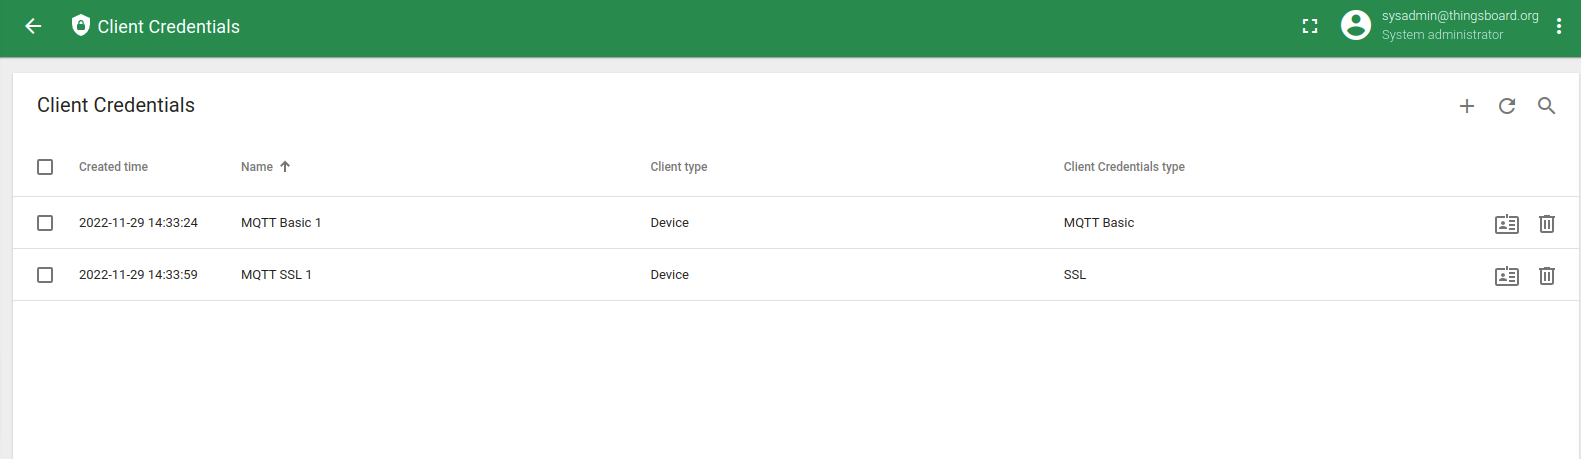 Client Credentials
sysadmin@thingsboard.org
System administrator
Client Credentials
Created time Name Client type Client Credentials type
2022-11-29 14:33:24 MQTT Basic 1 Device MQTT Basic
2022-11-29 14:33:59 MQTT SSL 1 Device SSL